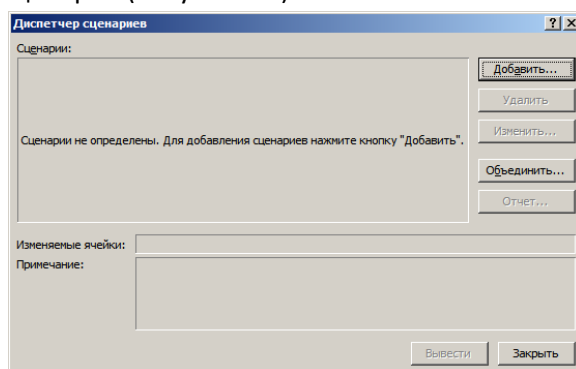 Диспетчер сценариев
Сценарии:
Добавить...
Удалить
Сценарии не определены. Для добавления сценариев нажмите кнопку "Добавить".
Изменить...
Объединить...
Отчет...
Изменяемые ячейки:
Примечание:
Вывести
Закрыть